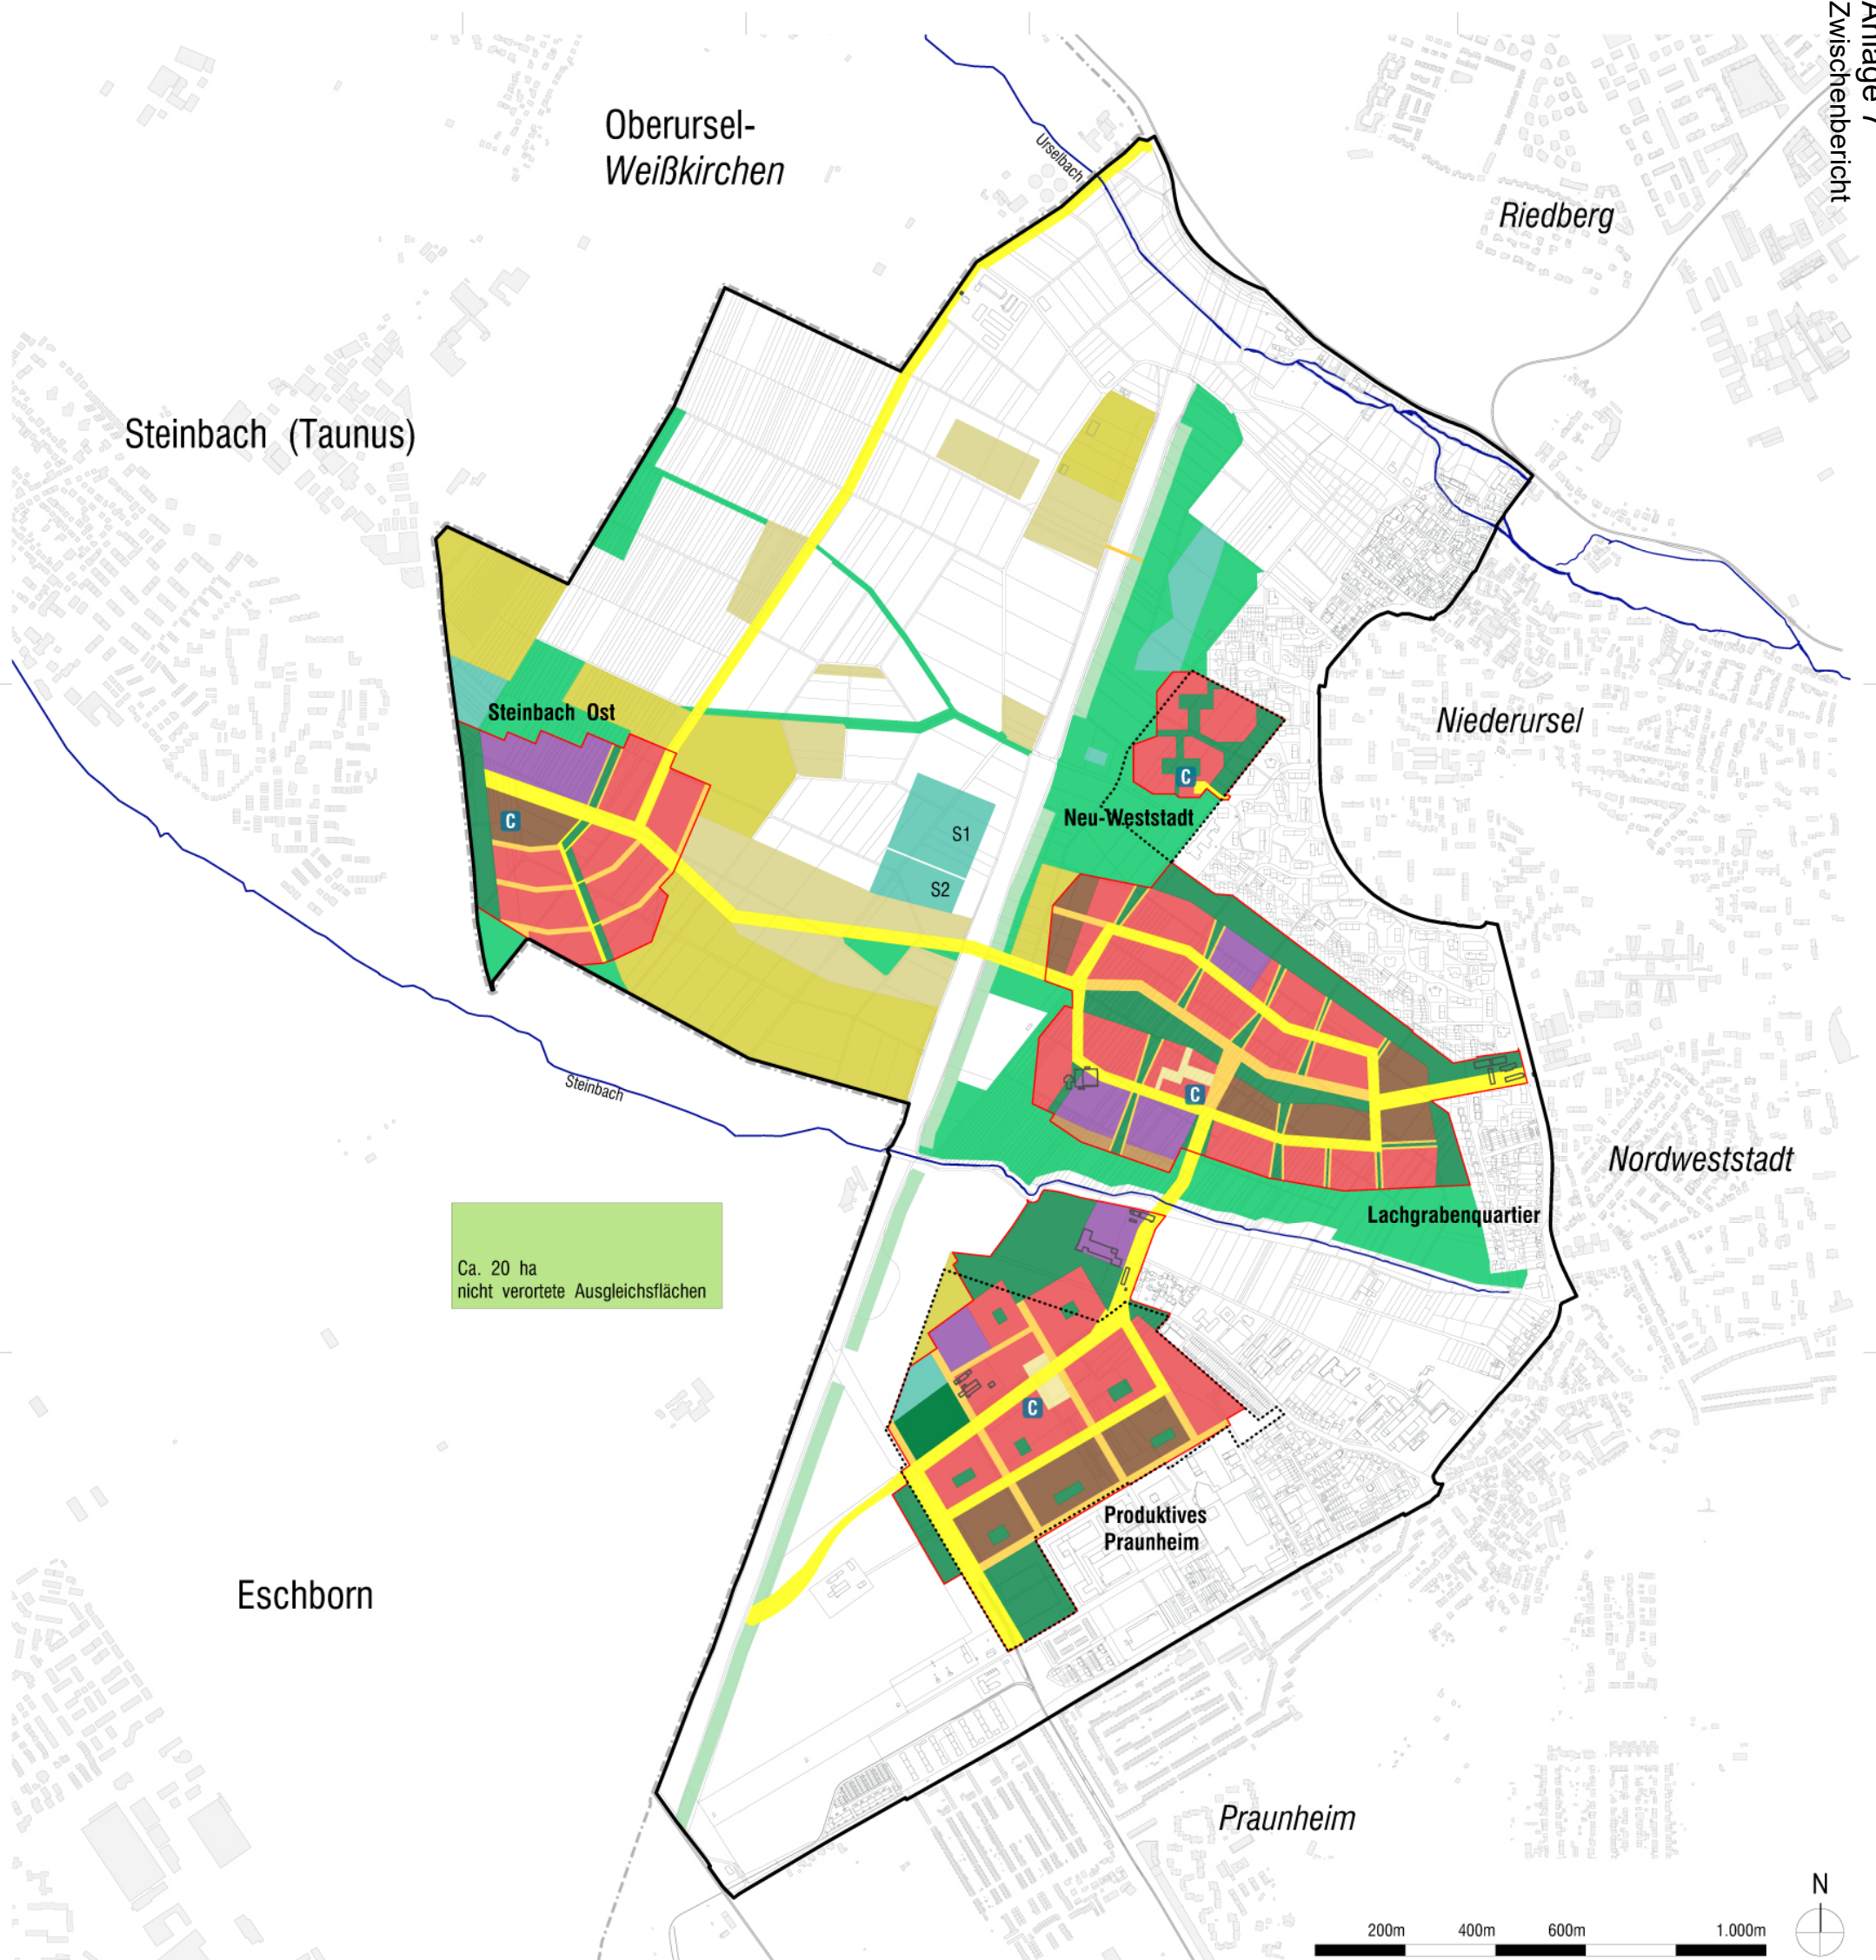 Anlage 7
Zwischenbericht
Oberursel-
Weißkirchen
Urselbach
Riedberg
Steinbach (Taunus)
Steinbach Ost
Niederursel
C
C
Neu-Weststadt
S1
S2
C
Steinbach
Nordweststadt
Lachgrabenquartier
Ca. 20 ha
nicht verortete Ausgleichsflächen
C
Produktives
Praunheim
Eschborn
Praunheim
N
200m 400m 600m 1.000m